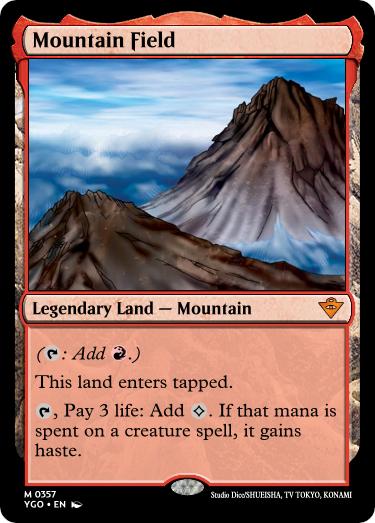 Mountain Field
Legendary Land — Mountain
(: Add .)
This land enters tapped.
, Pay 3 life: Add . If that mana is
spent on a creature spell, it gains
haste.
M 0357
YGO • EN
Studio Dice/SHUEISHA, TV TOKYO, KONAMI